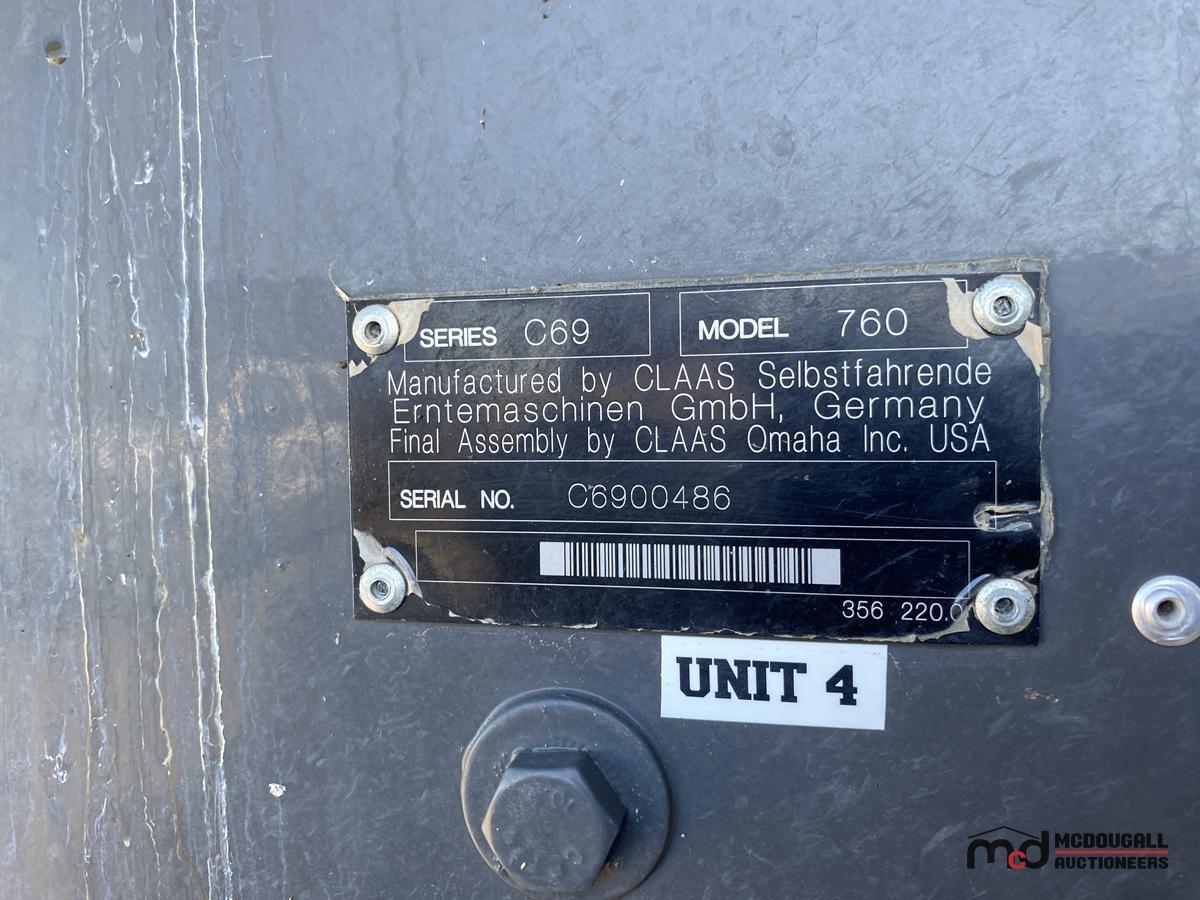 SERIES C69 MODEL 760
Manufactured by CLAAS Selbstfahrende
Erntemaschinen GmbH, Germany
Final Assembly by CLAAS Omaha Inc. USA
SERIAL NO. C6900486
356 220.0
UNIT 4
mcd MCDOUGALL
AUCTIONEERS